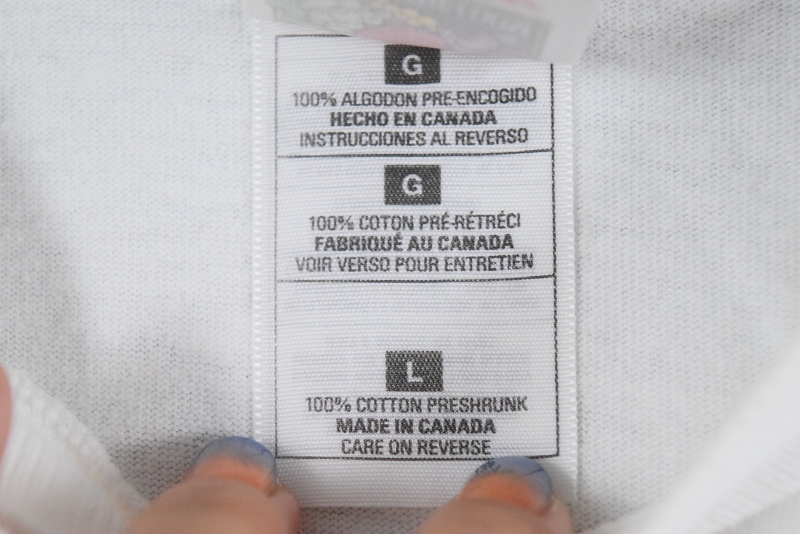 G
100% ALGODON PRE-ENCOGIDO
HECHO EN CANADA
INSTRUCCIONES AL REVERSO
G
100% COTON PRÉ-RÉTRÉCI
FABRIQUÉ AU CANADA
VOIR VERSO POUR ENTRETIEN
L
100% COTTON PRESHRUNK
MADE IN CANADA
CARE ON REVERSE